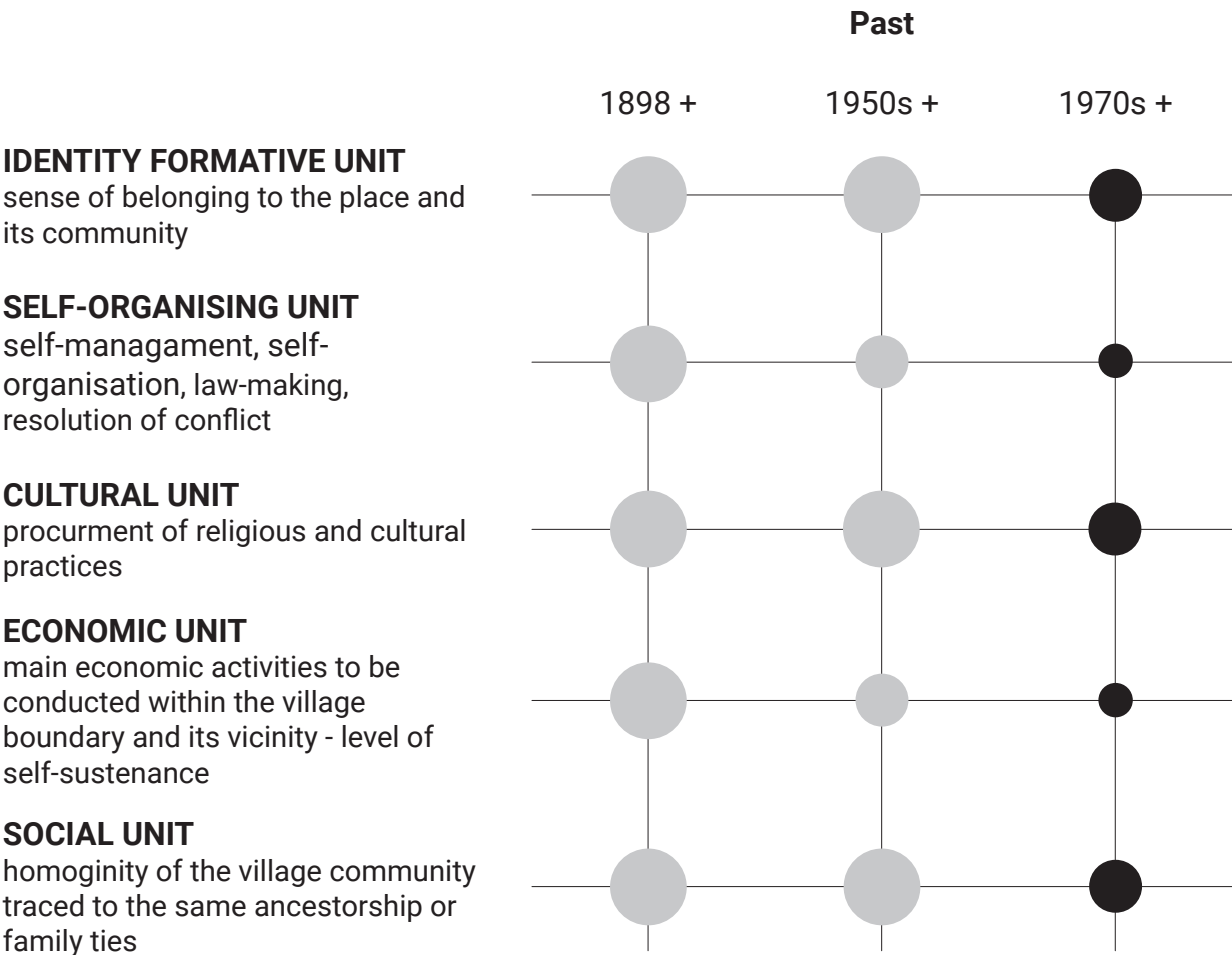 Past
1898 +
1950s +
1970s +
IDENTITY FORMATIVE UNIT
sense of belonging to the place and
its community
SELF-ORGANISING UNIT
self-managament, self-
organisation, law-making,
resolution of conflict
CULTURAL UNIT
procurment of religious and cultural
practices
ECONOMIC UNIT
main economic activities to be
conducted within the village
boundary and its vicinity - level of
self-sustenance
SOCIAL UNIT
homoginity of the village community
traced to the same ancestorship or
family ties